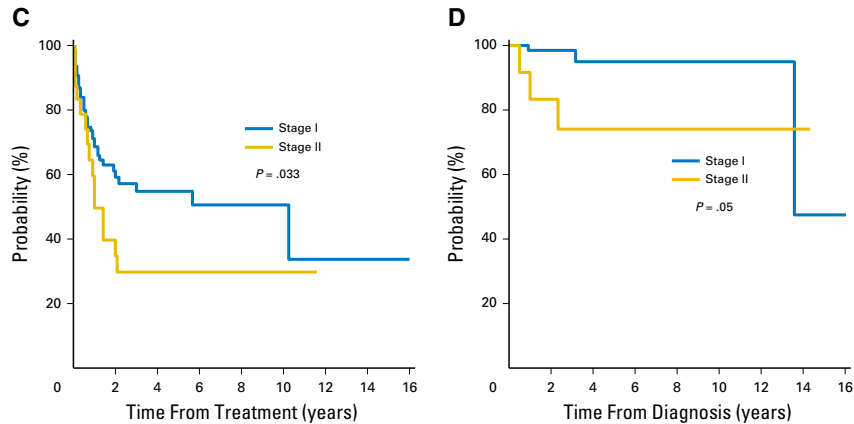 C
100
80
60
40
20
0
2
4
6
8
10
12
14
16
Probability (%)
Time From Treatment (years)
Stage I
Stage II
P = .033
D
100
80
60
40
20
0
2
4
6
8
10
12
14
16
Probability (%)
Time From Diagnosis (years)
Stage I
Stage II
P = .05